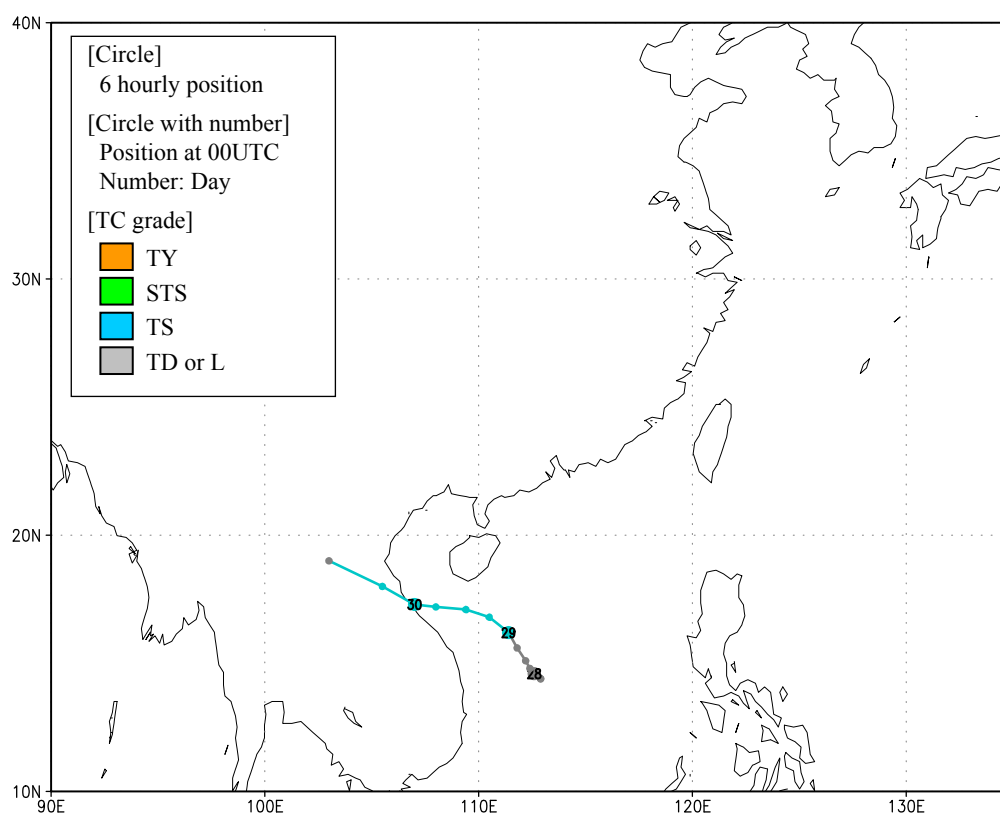 40N
[Circle]
6 hourly position
[Circle with number]
Position at 00UTC
Number: Day
[TC grade]
TY
STS
TS
TD or L
30N
20N
30
29
28
10N
90E 100E 110E 120E 130E